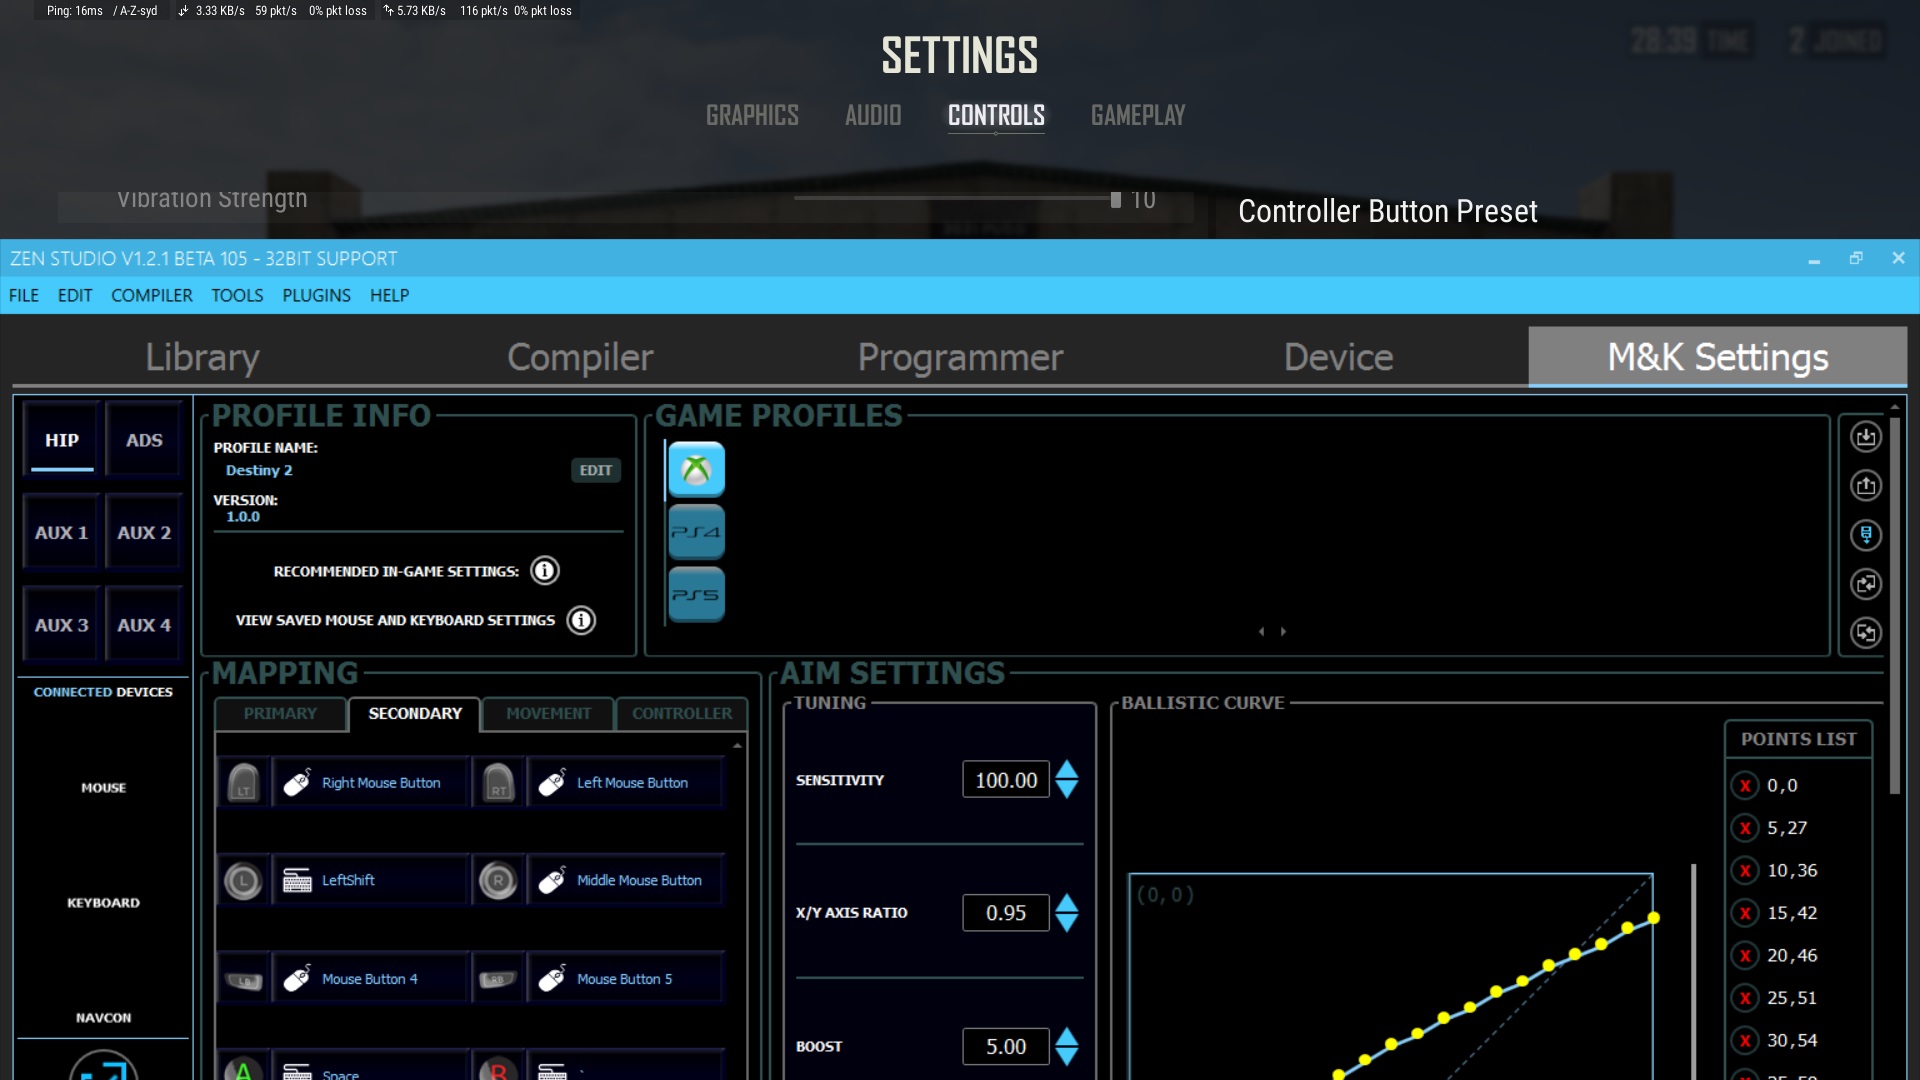 Ping: 16ms / A-Z-syd 3.33 KB/s 59 pkt/s 0% pkt loss 5.73 KB/s 116 pkt/s 0% pkt loss
28:39 TIME 2 JOINED
SETTINGS
GRAPHICS AUDIO CONTROLS GAMEPLAY
Vibration Strength 10
Controller Button Preset
ZEN STUDIO V1.2.1 BETA 105 - 32BIT SUPPORT
FILE EDIT COMPILER TOOLS PLUGINS HELP
Library Compiler Programmer Device M&K Settings
HIP ADS
AUX 1 AUX 2
AUX 3 AUX 4
CONNECTED DEVICES
MOUSE
KEYBOARD
NAVCON
PROFILE INFO
PROFILE NAME:
Destiny 2 EDIT
VERSION:
1.0.0
RECOMMENDED IN-GAME SETTINGS:
VIEW SAVED MOUSE AND KEYBOARD SETTINGS
GAME PROFILES
PS4
PS5
MAPPING
PRIMARY SECONDARY MOVEMENT CONTROLLER
LT Right Mouse Button RT Left Mouse Button
L LeftShift R Middle Mouse Button
LB Mouse Button 4 RB Mouse Button 5
A Space B `
AIM SETTINGS
TUNING
SENSITIVITY 100.00
X/Y AXIS RATIO 0.95
BOOST 5.00
BALLISTIC CURVE
(0,0)
POINTS LIST
X 0,0
X 5,27
X 10,36
X 15,42
X 20,46
X 25,51
X 30,54